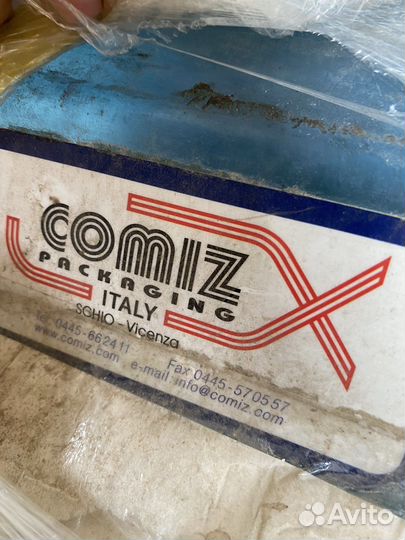 COMIZ
PACKAGING
ITALY
SCHIO - Vicenza
Tel. 0445-662411 Fax 0445-570557
www.comiz.com e-mail info@comiz.com
Avito